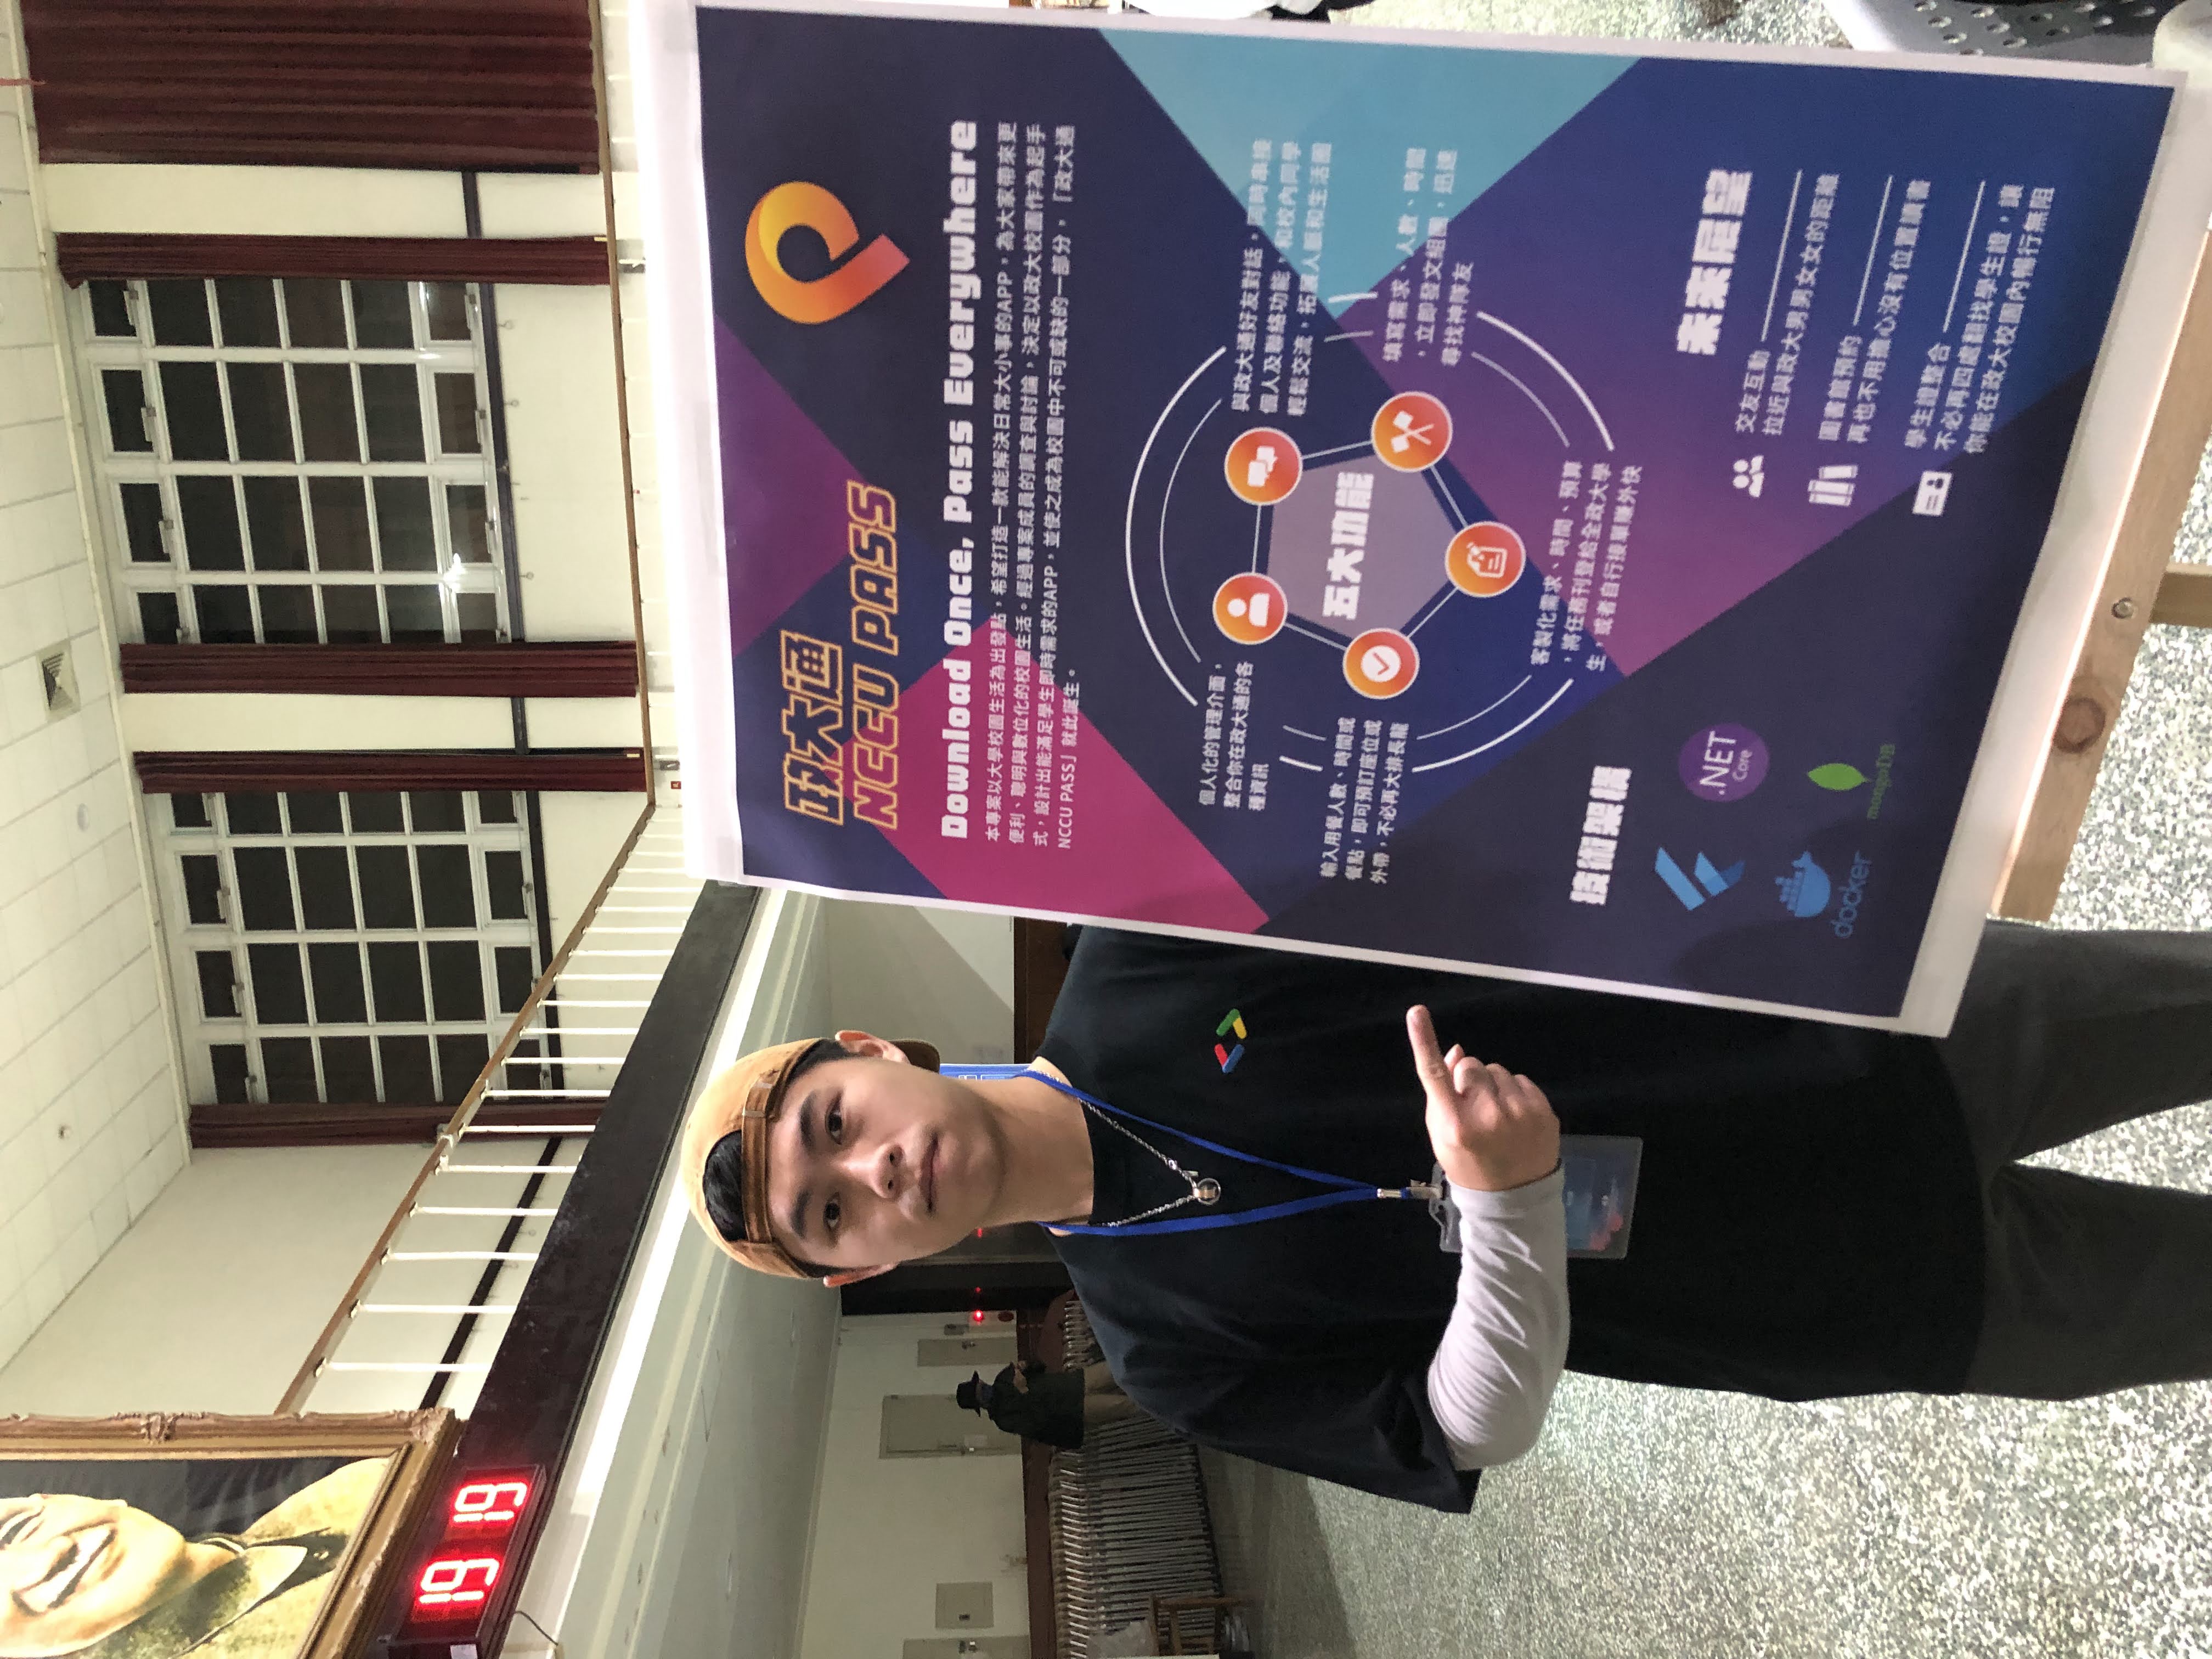 19 19
政大通
NCCU PASS
Download Once, Pass Everywhere
本專案以大學校園生活為出發點，希望打造一款能解決日常大小事的APP，為大家帶來更
便利、聰明與數位化的校園生活。經過專案成員的調查與討論，決定以政大校園作為起手
式，設計出能滿足學生即時需求的APP，並使之成為校園中不可或缺的一部分，「政大通
NCCU PASS」就此誕生。
個人化的管理介面，
整合你在政大通的各
種資訊
與政大通好友對話，同時串接
個人及聯絡功能，和校內同學
輕鬆交流，拓展人脈和生活圈
五大功能
輸入用餐人數、時間或
餐點，即可預訂座位或
外帶，不必再大排長龍
填寫需求、人數、時間
，立即發文組團，迅速
尋找神隊友
客製化需求、時間、預算
，將任務刊登給全政大學
生，或者自行接單賺外快
技術架構
.NET
Core
docker
mongoDB
未來展望
交友互動
拉近與政大男男女女的距離
圖書館預約
再也不用擔心沒有位置讀書
學生證整合
不必再四處翻找學生證，讓
你能在政大校園內暢行無阻